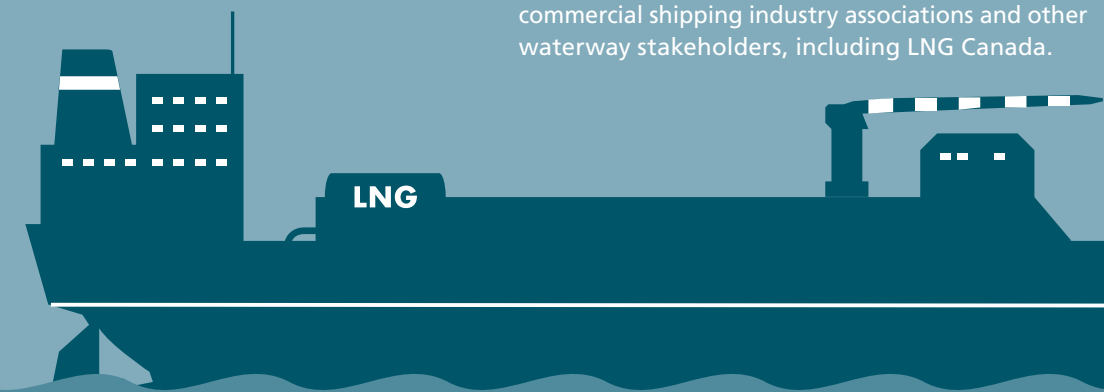 commercial shipping industry associations and other
waterway stakeholders, including LNG Canada.
LNG